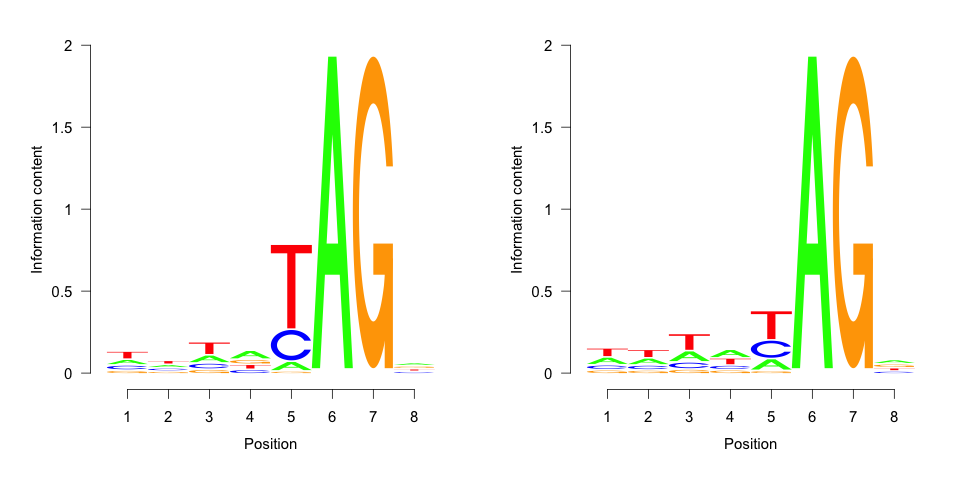 2
1.5
1
0.5
0
Information content
T T T A T A G A
A T A A G C C G
C A C T A T
G C G C C
1 2 3 4 5 6 7 8
Position
2
1.5
1
0.5
0
Information content
T T T A T A G A
A A A T C G
C C C C A T
G G G G C
1 2 3 4 5 6 7 8
Position